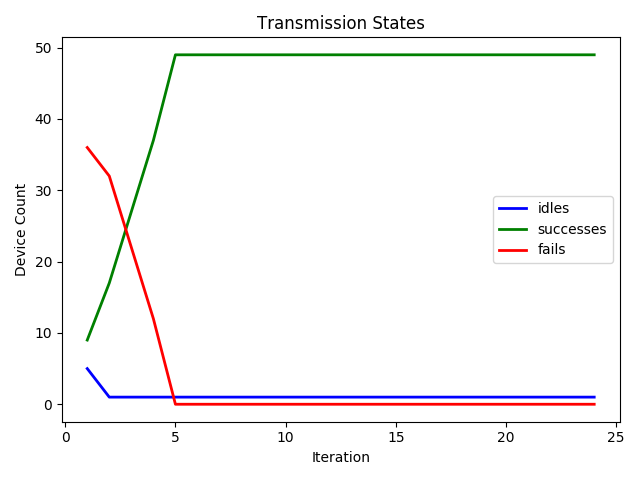 Transmission States
Device Count
50
40
30
20
10
0
idles
successes
fails
0 5 10 15 20 25
Iteration